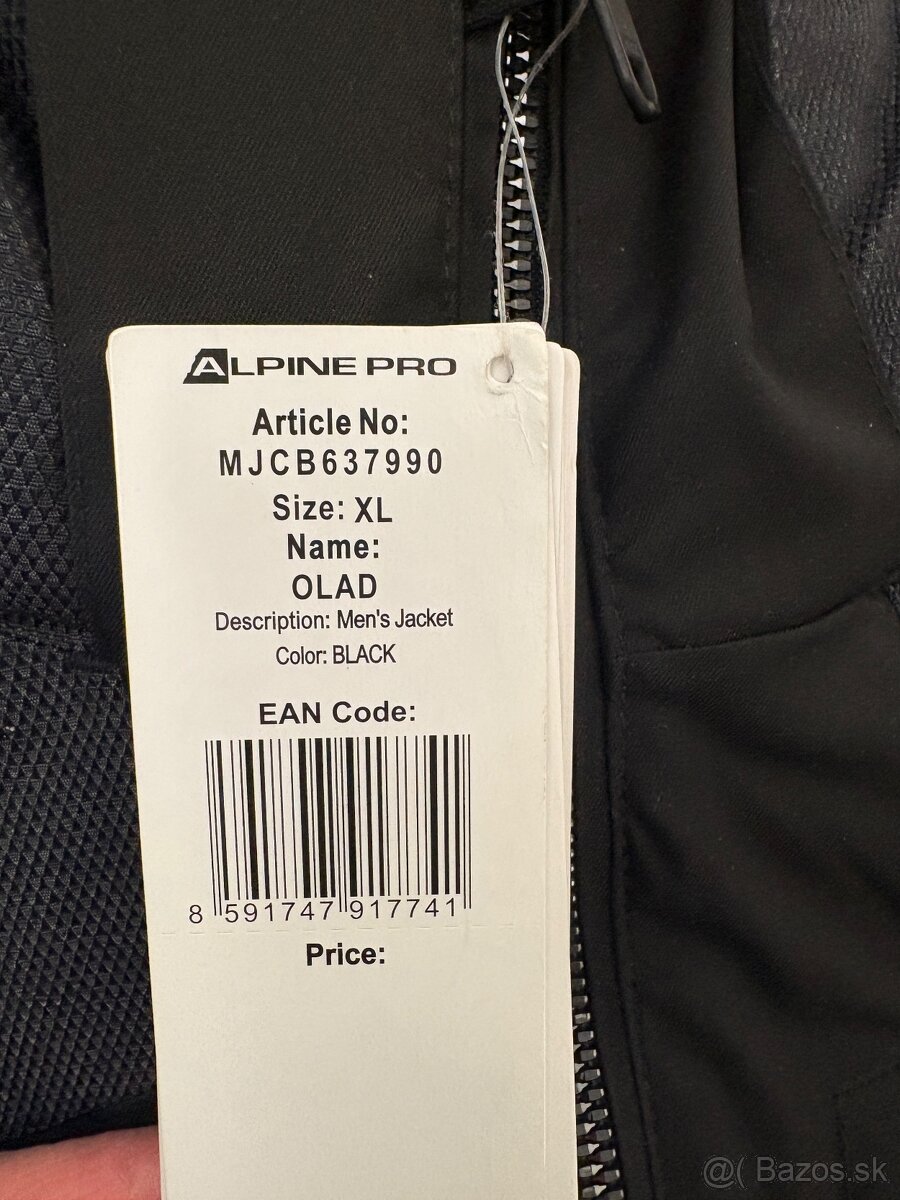 ALPINE PRO
Article No:
MJCB637990
Size: XL
Name:
OLAD
Description: Men's Jacket
Color: BLACK
EAN Code:
8 591747 917741
Price:
@( Bazos.sk